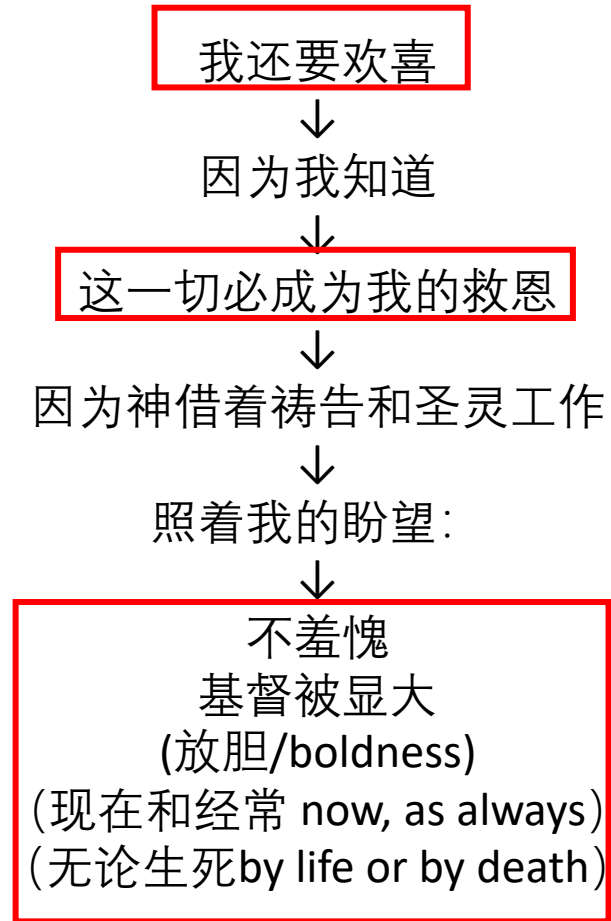 我还要欢喜
↓
因为我知道
↓
这一切必成为我的救恩
↓
因为神借着祷告和圣灵工作
↓
照着我的盼望：
↓
不羞愧
基督被显大
(放胆/boldness)
（现在和经常 now, as always）
（无论生死by life or by death）